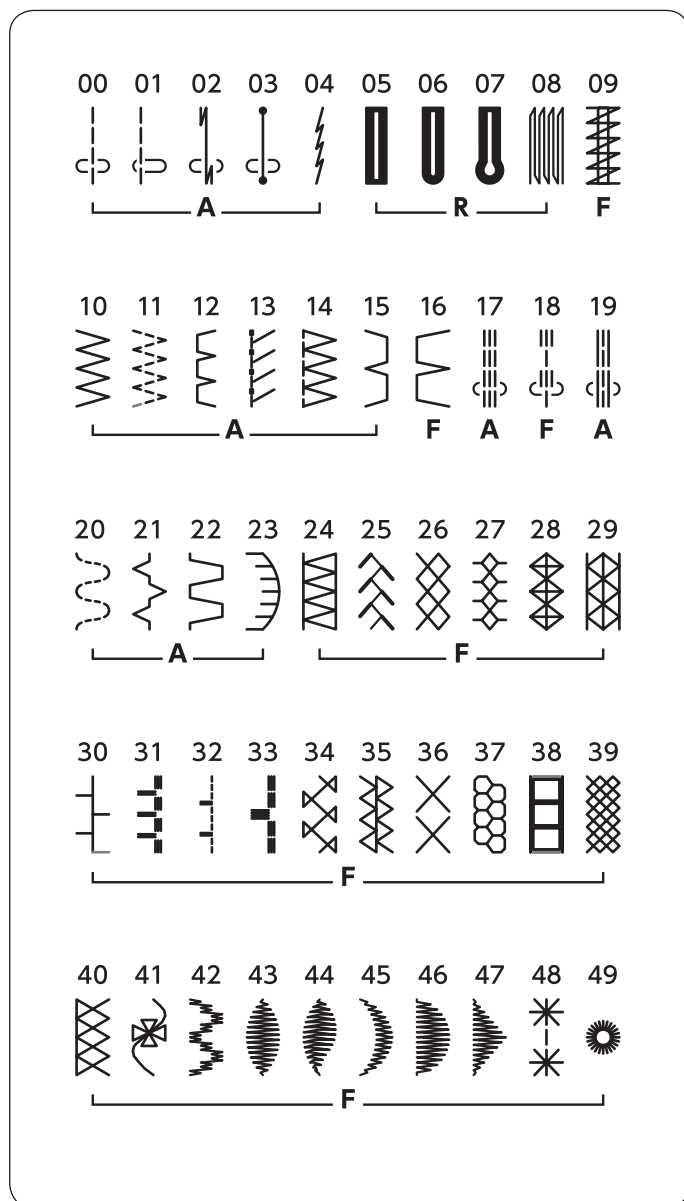 00 01 02 03 04 05 06 07 08 09
A R F
10 11 12 13 14 15 16 17 18 19
A F A F A
20 21 22 23 24 25 26 27 28 29
A F
30 31 32 33 34 35 36 37 38 39
F
40 41 42 43 44 45 46 47 48 49
F